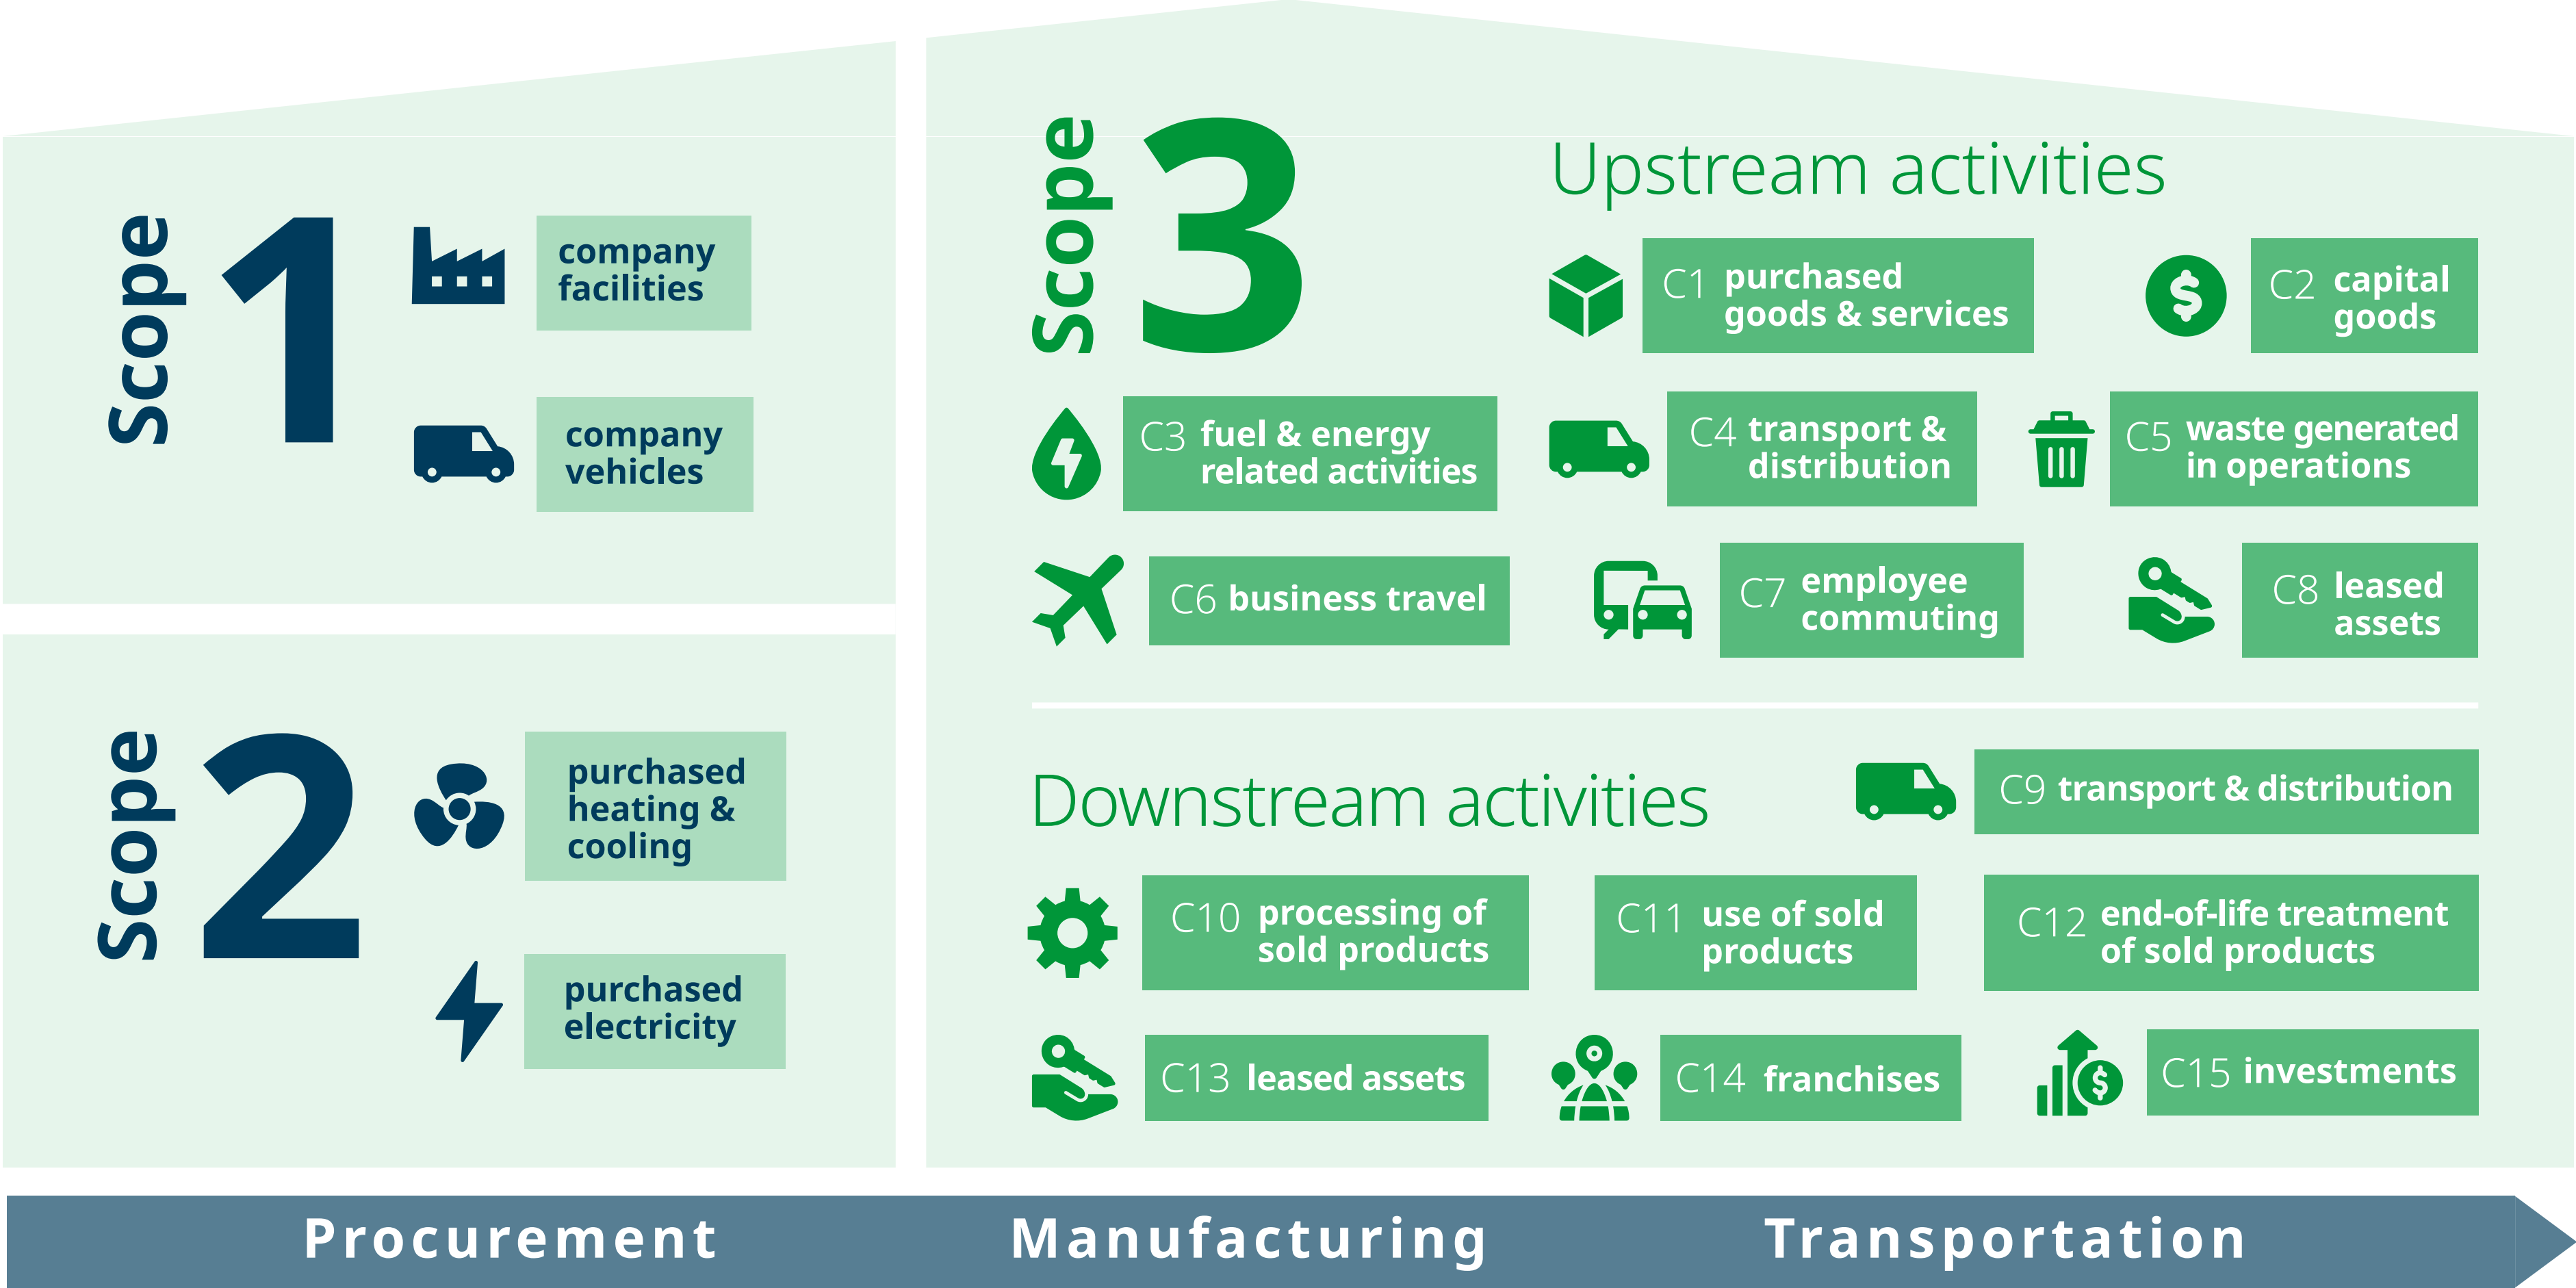 Scope 1
company
facilities
company
vehicles
Scope 2
purchased
heating &
cooling
purchased
electricity
Scope 3
Upstream activities
C1 purchased
goods & services
C2 capital
goods
C3 fuel & energy
related activities
C4 transport &
distribution
C5 waste generated
in operations
C6 business travel
C7 employee
commuting
C8 leased
assets
Downstream activities
C9 transport & distribution
C10 processing of
sold products
C11 use of sold
products
C12 end-of-life treatment
of sold products
C13 leased assets
C14 franchises
C15 investments
Procurement
Manufacturing
Transportation